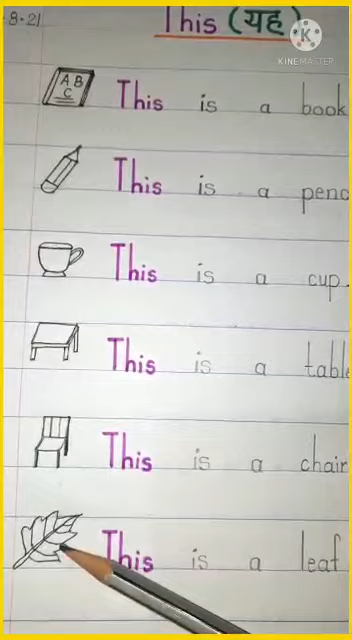 8.21
This (यह)
K
KINEMASTER
A B
C
This is a book
This is a penc
This is a cup.
This is a table
This is a chair
This is a leaf